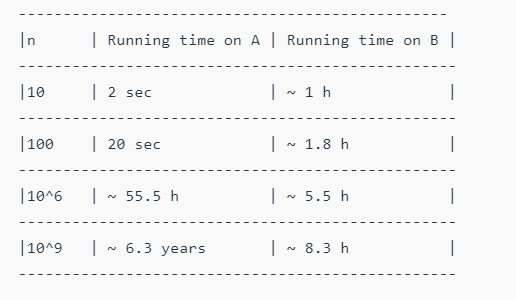 -----------------------------------------------
|n | Running time on A | Running time on B |
------------------------------------------------
|10 | 2 sec | ~ 1 h |
------------------------------------------------
|100 | 20 sec | ~ 1.8 h |
------------------------------------------------
|10^6 | ~ 55.5 h | ~ 5.5 h |
------------------------------------------------
|10^9 | ~ 6.3 years | ~ 8.3 h |
------------------------------------------------